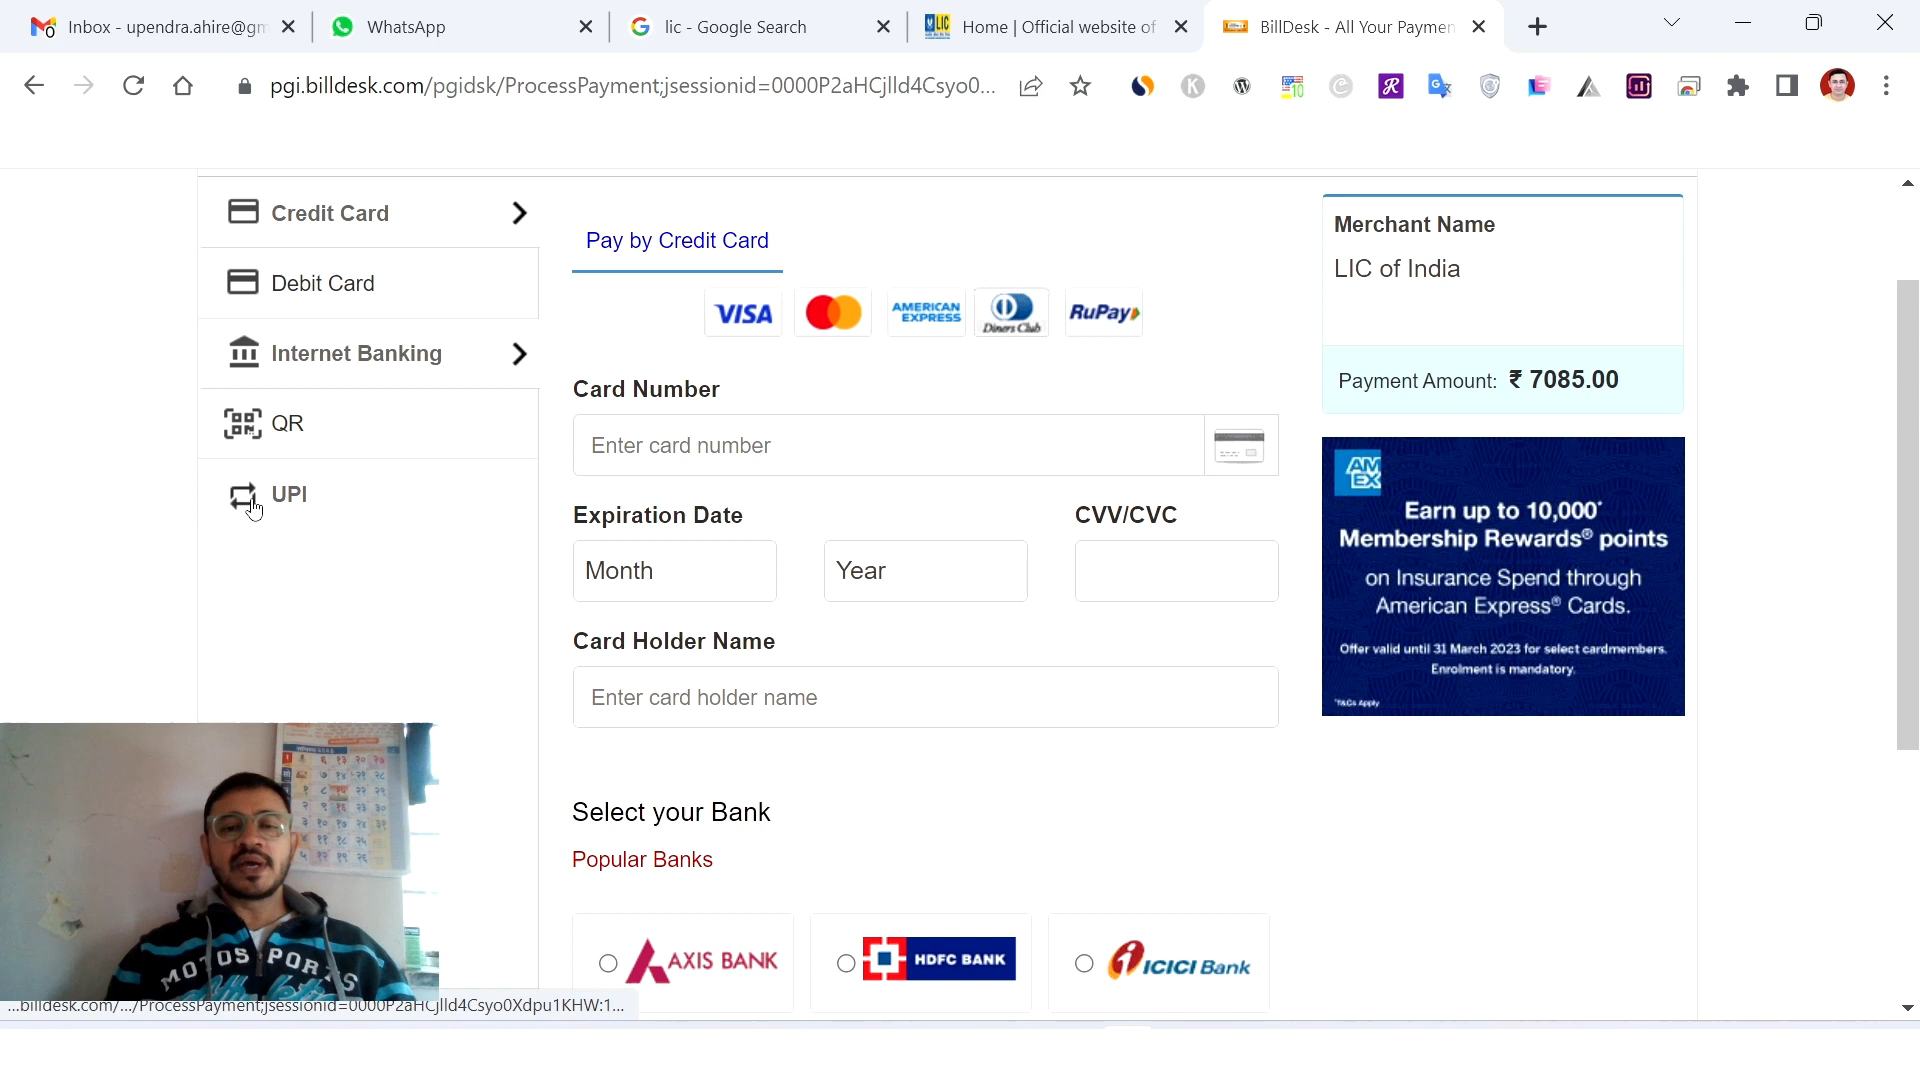 Inbox - upendra.ahire@gm
WhatsApp
lic - Google Search
LIC
Home | Official website of
BillDesk - All Your Paymen
pgi.billdesk.com/pgidsk/ProcessPayment;jsessionid=0000P2aHCjlld4Csyo0...
Credit Card
Debit Card
Internet Banking
QR
UPI
Pay by Credit Card
VISA
AMERICAN
EXPRESS
Diners Club
RuPay
Card Number
Enter card number
Expiration Date
CVV/CVC
Month
Year
Card Holder Name
Enter card holder name
Select your Bank
Popular Banks
AXIS BANK
HDFC BANK
ICICI Bank
Merchant Name
LIC of India
Payment Amount: ₹ 7085.00
AM
EX
Earn up to 10,000*
Membership Rewards® points
on Insurance Spend through
American Express® Cards.
Offer valid until 31 March 2023 for select cardmembers.
Enrolment is mandatory.
*T&Cs Apply
MOTOSPORTS
...billdesk.com/.../ProcessPayment;jsessionid=0000P2aHCjlld4Csyo0Xdpu1KHW:1...